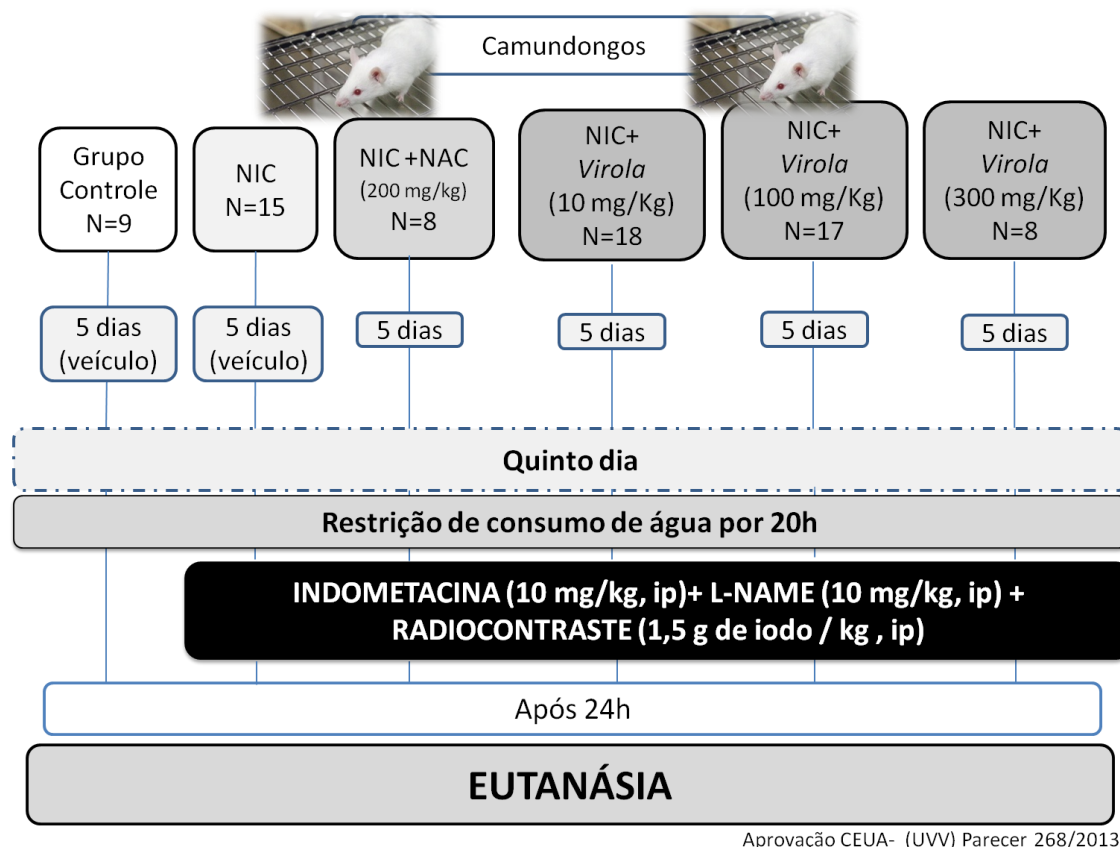 Camundongos
Grupo
Controle
N=9
NIC
N=15
NIC +NAC
(200 mg/kg)
N=8
NIC+
Virola
(10 mg/Kg)
N=18
NIC+
Virola
(100 mg/Kg)
N=17
NIC+
Virola
(300 mg/Kg)
N=8
5 dias
(veículo)
5 dias
(veículo)
5 dias
5 dias
5 dias
5 dias
Quinto dia
Restrição de consumo de água por 20h
INDOMETACINA (10 mg/kg, ip)+ L-NAME (10 mg/kg, ip) +
RADIOCONTRASTE (1,5 g de iodo / kg , ip)
Após 24h
EUTANÁSIA
Aprovação CEUA- (UVV) Parecer 268/2013